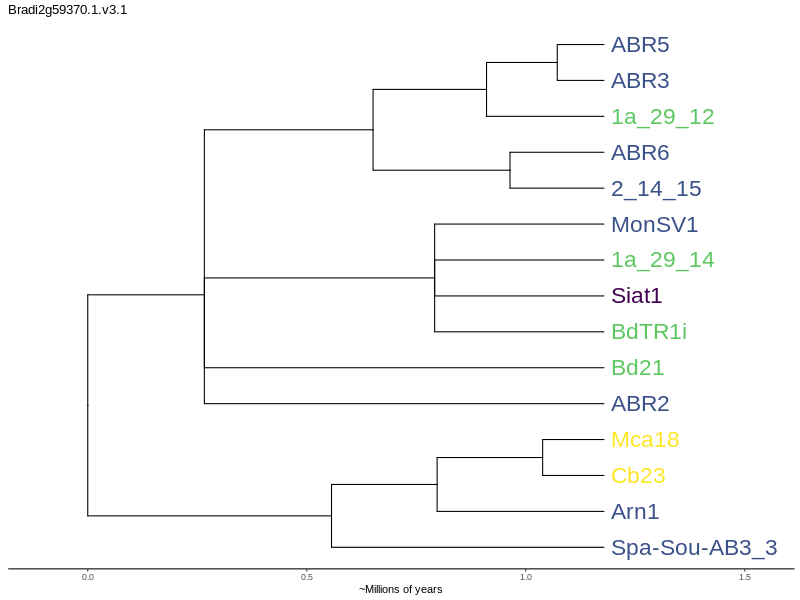 Bradi2g59370.1.v3.1
ABR5
ABR3
1a_29_12
ABR6
2_14_15
MonSV1
1a_29_14
Siat1
BdTR1i
Bd21
ABR2
Mca18
Cb23
Arn1
Spa-Sou-AB3_3
0.0 0.5 1.0 1.5
~Millions of years